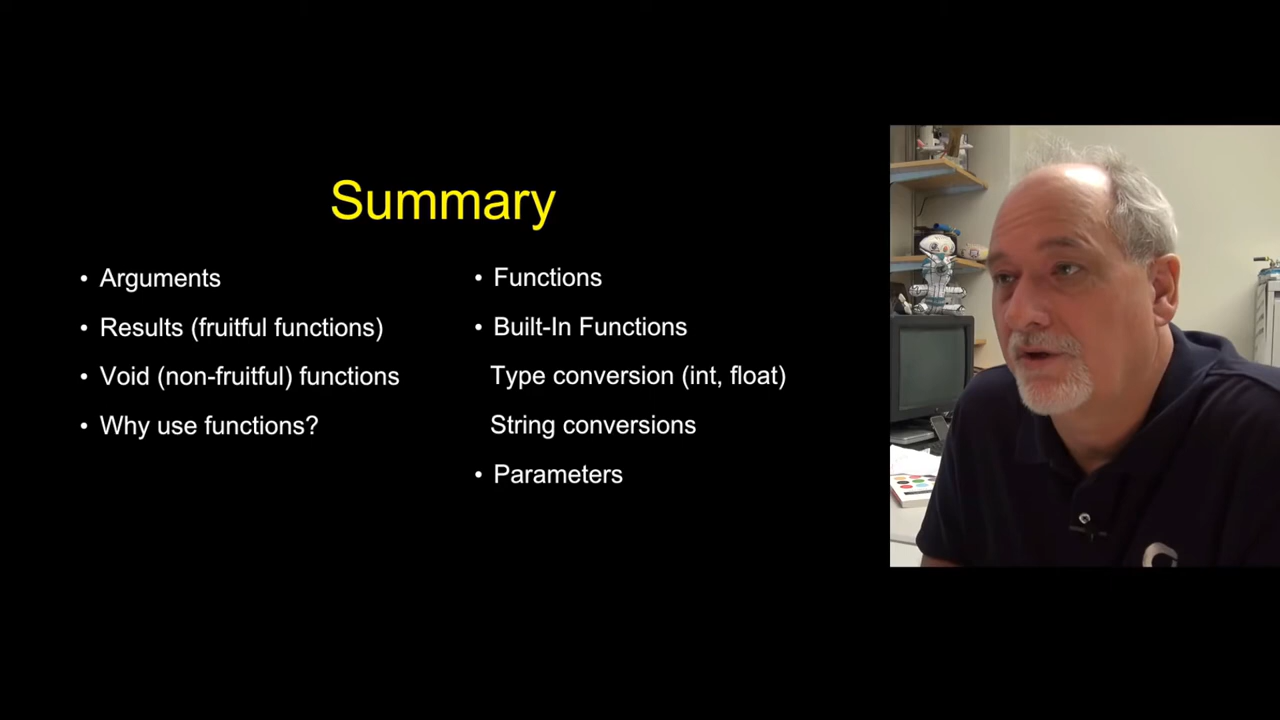 Summary
• Arguments
• Results (fruitful functions)
• Void (non-fruitful) functions
• Why use functions?
• Functions
• Built-In Functions
Type conversion (int, float)
String conversions
• Parameters